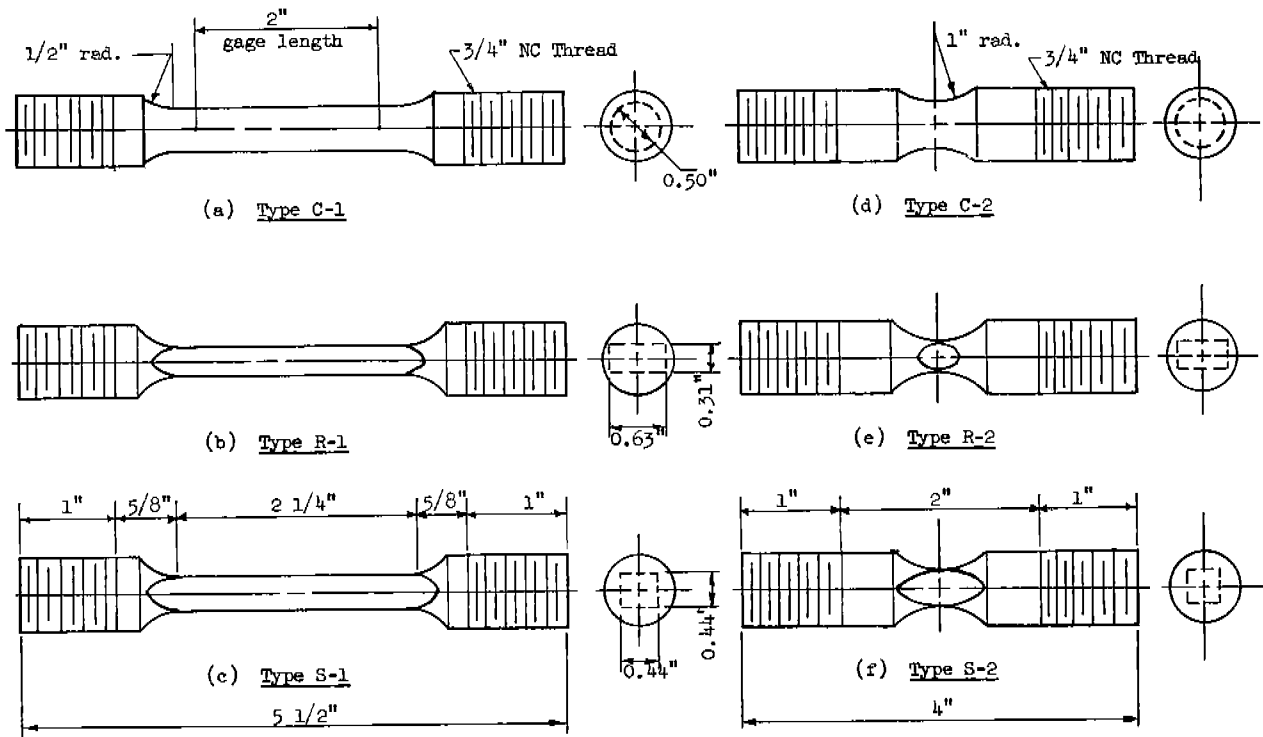 2"
gage length
1/2" rad.
3/4" NC Thread
0.50"
(a) Type C-1
1" rad.
3/4" NC Thread
(d) Type C-2
0.31"
0.63"
(b) Type R-1
(e) Type R-2
1"
5/8"
2 1/4"
5/8"
1"
0.44"
0.44"
(c) Type S-1
5 1/2"
1"
2"
1"
(f) Type S-2
4"